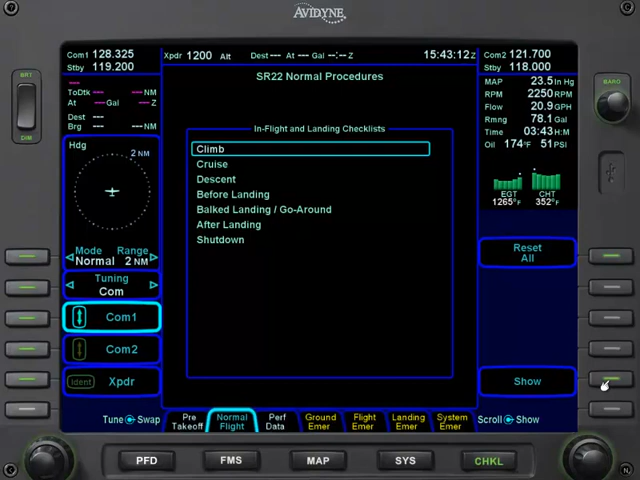 AVIDYNE
Com1 128.325
Stby 119.200
Xpdr 1200 Alt
Dest--- At --- Gal --:-- Z
15:43:12Z
Com2 121.700
Stby 118.000
BRT
DIM
---
ToDtk --- ---NM
At ---Gal ---Z
Dest ---
Brg --- ---NM
Hdg
2 NM
Mode Range
Normal 2 NM
Tuning
Com
Com1
Com2
Ident Xpdr
Tune Swap
SR22 Normal Procedures
In-Flight and Landing Checklists
Climb
Cruise
Descent
Before Landing
Balked Landing / Go-Around
After Landing
Shutdown
MAP 23.5 In Hg
RPM 2250 RPM
Flow 20.9 GPH
Rmng 78.1 Gal
Time 03:43 H:M
Oil 174°F 51 PSI
EGT CHT
1265°F 352°F
BARO
Reset
All
Show
Scroll Show
Pre
Takeoff
Normal
Flight
Perf
Data
Ground
Emer
Flight
Emer
Landing
Emer
System
Emer
PFD FMS MAP SYS CHKL